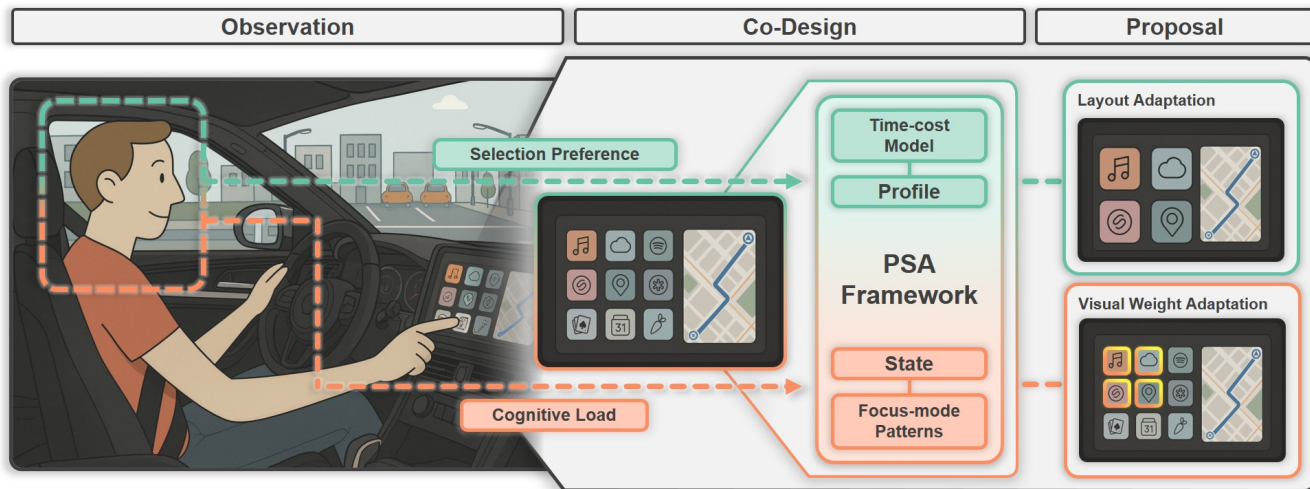 Observation
Co-Design
Proposal
Selection Preference
Cognitive Load
31
Time-cost
Model
Profile
PSA
Framework
State
Focus-mode
Patterns
Layout Adaptation
Visual Weight Adaptation
31